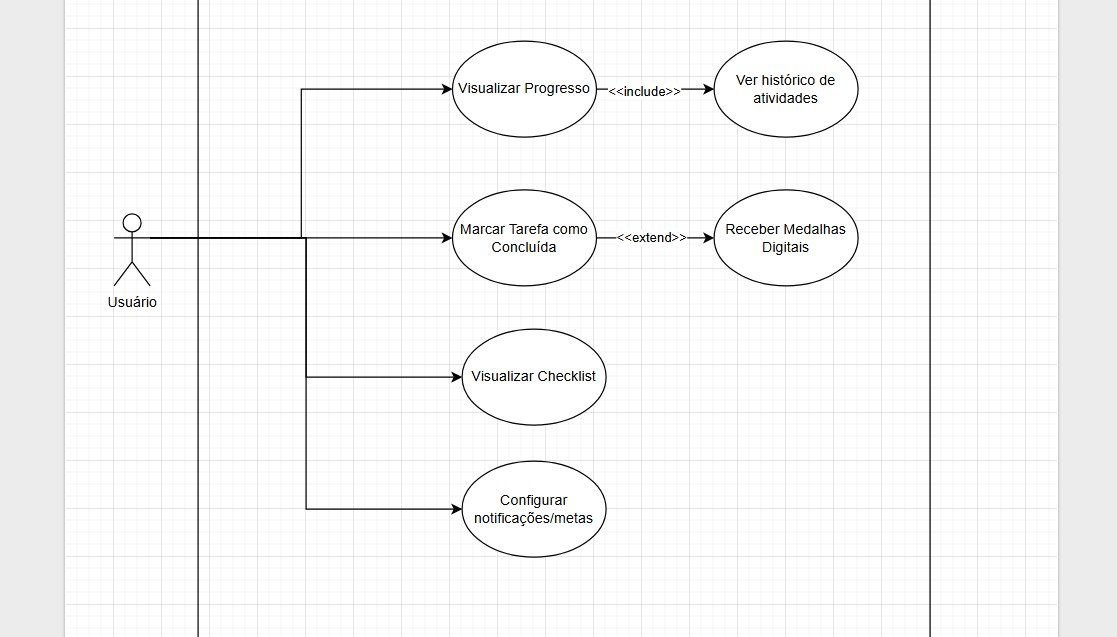 Visualizar Progresso
<<include>>
Ver histórico de
atividades
Marcar Tarefa como
Concluída
<<extend>>
Receber Medalhas
Digitais
Usuário
Visualizar Checklist
Configurar
notificações/metas